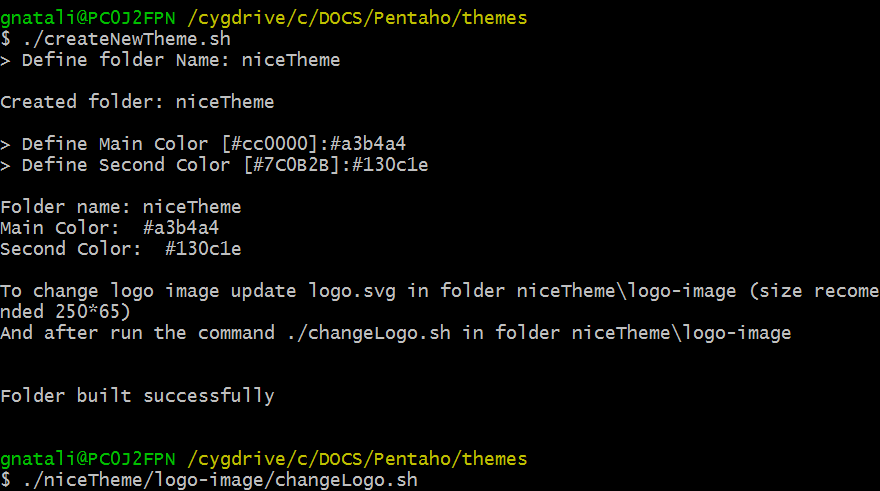 gnatali@PC0J2FPN /cygdrive/c/DOCS/Pentaho/themes
$ ./createNewTheme.sh
> Define folder Name: niceTheme
Created folder: niceTheme
> Define Main Color [#cc0000]:#a3b4a4
> Define Second Color [#7C0B2B]:#130c1e
Folder name: niceTheme
Main Color:  #a3b4a4
Second Color:  #130c1e
To change logo image update logo.svg in folder niceTheme\logo-image (size recome
nded 250*65)
And after run the command ./changeLogo.sh in folder niceTheme\logo-image
Folder built successfully
gnatali@PC0J2FPN /cygdrive/c/DOCS/Pentaho/themes
$ ./niceTheme/logo-image/changeLogo.sh